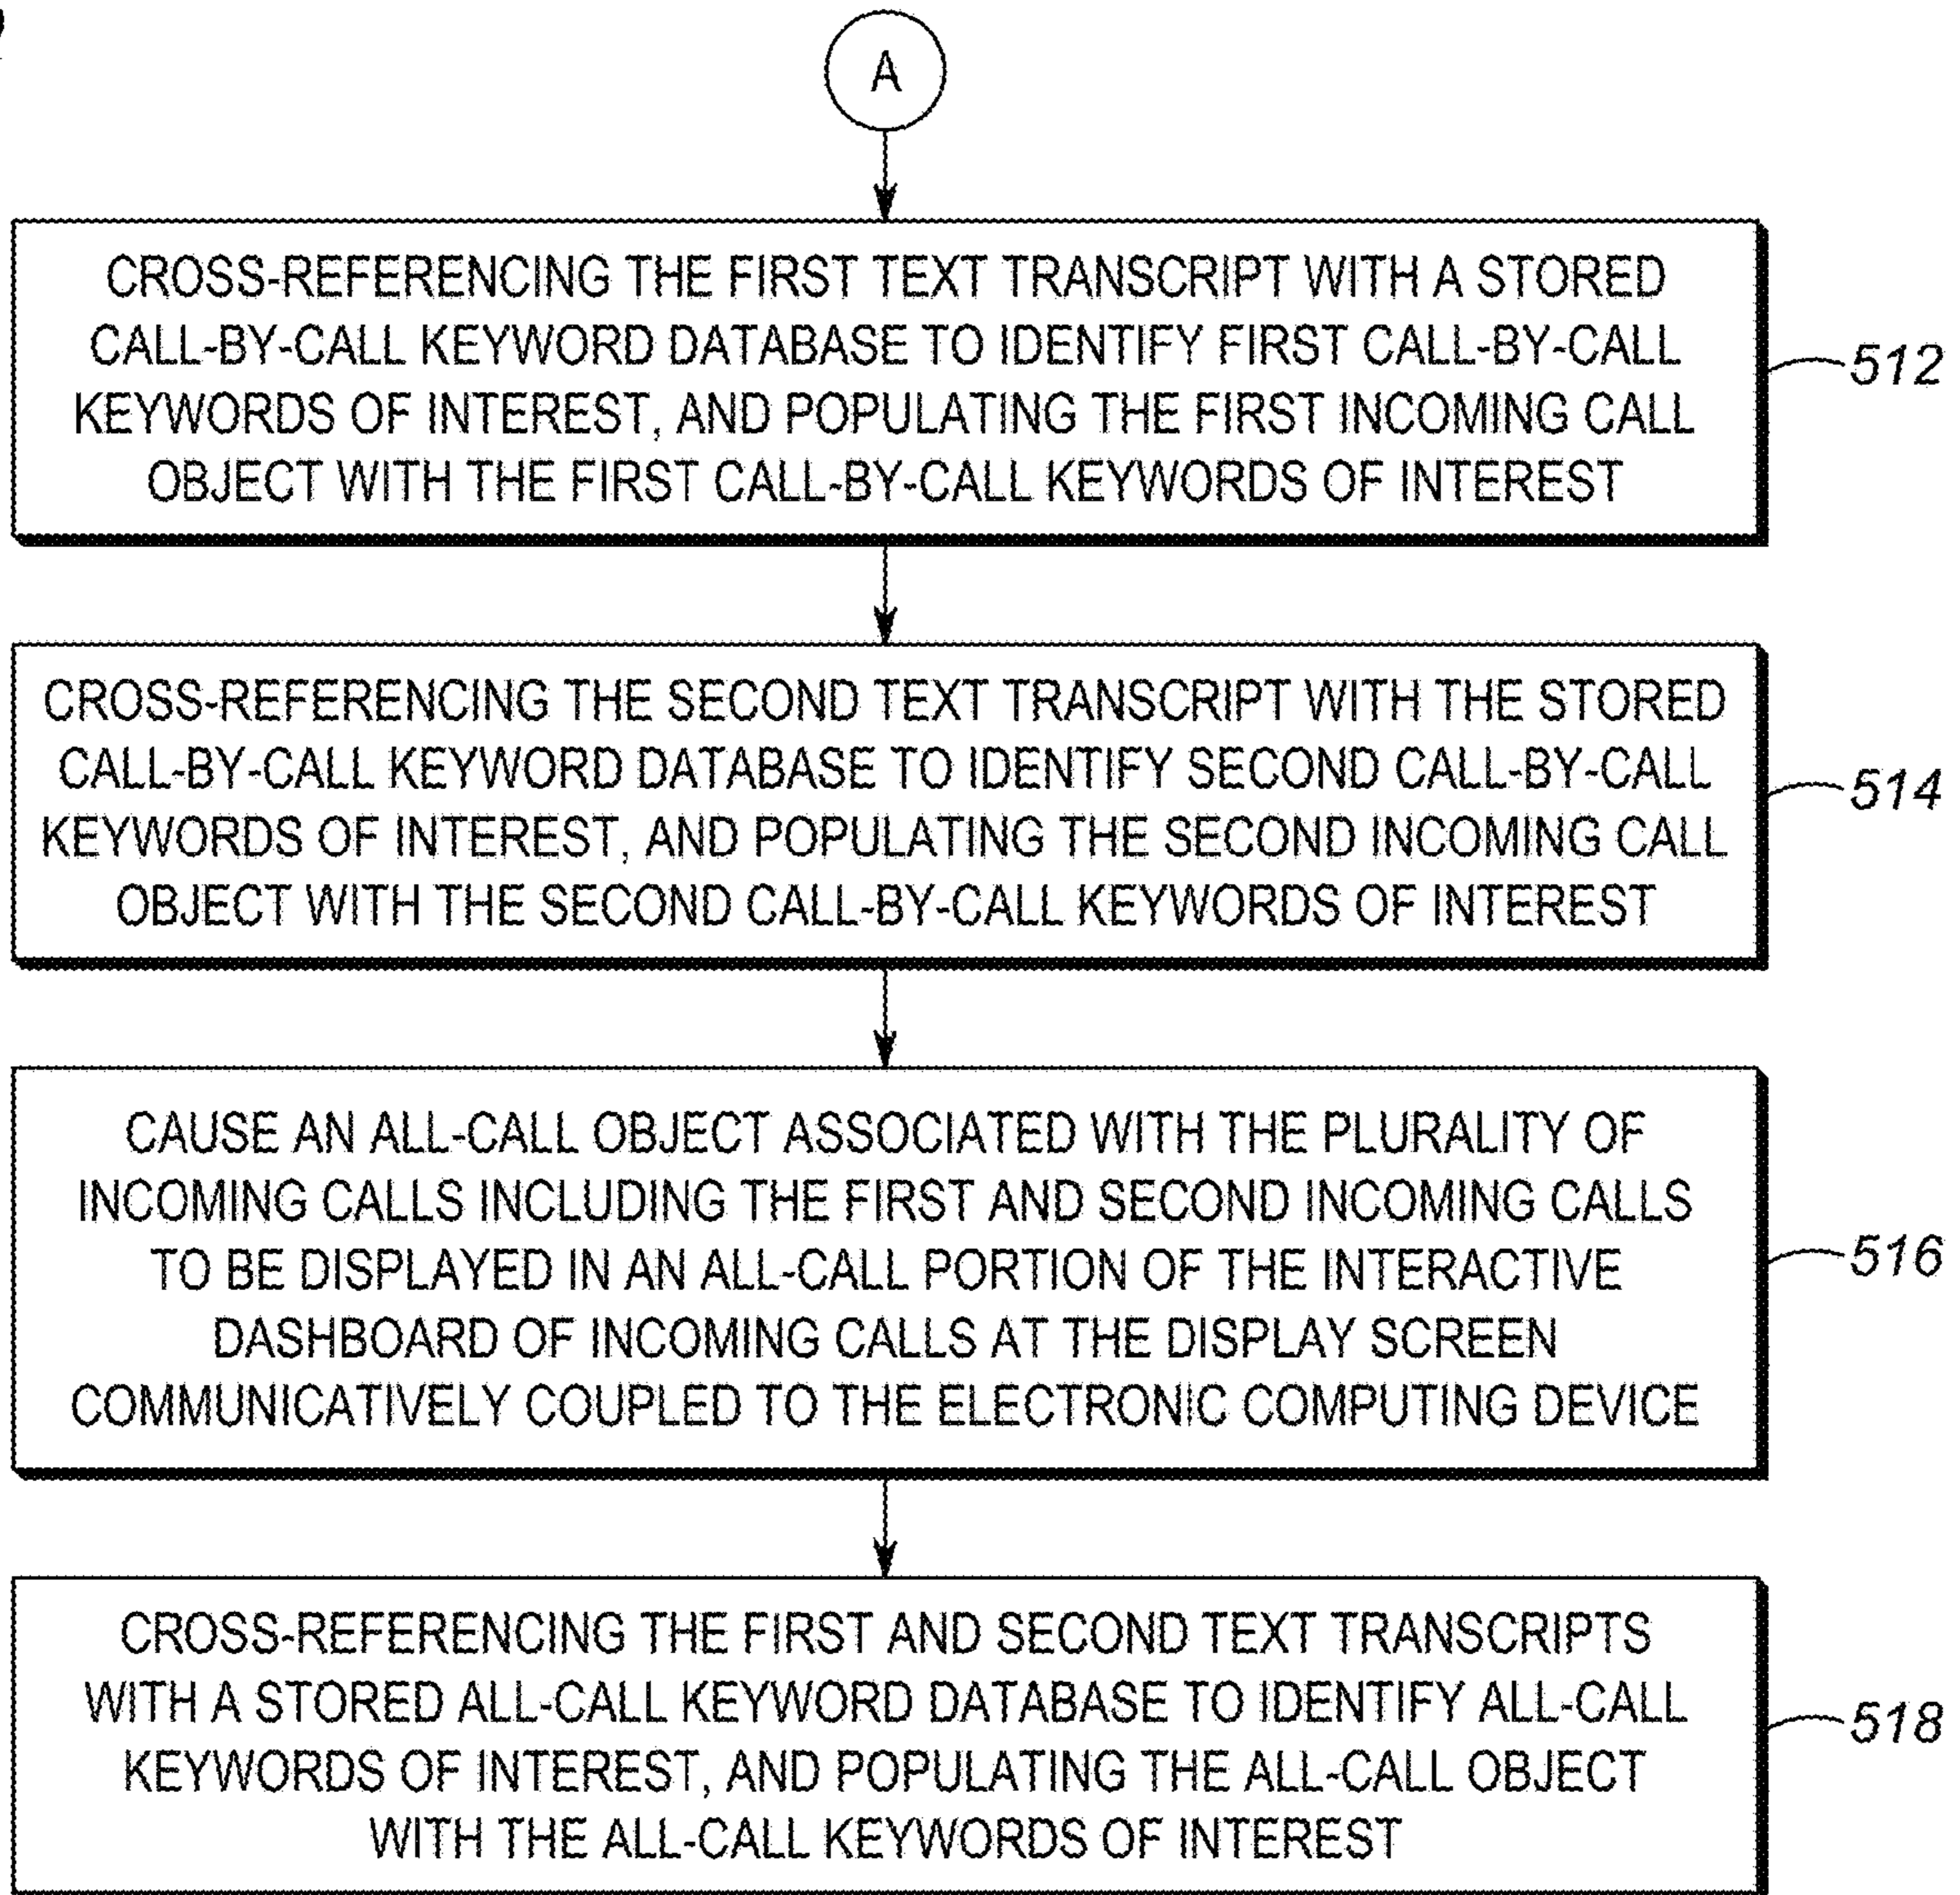 A
CROSS-REFERENCING THE FIRST TEXT TRANSCRIPT WITH A STORED
CALL-BY-CALL KEYWORD DATABASE TO IDENTIFY FIRST CALL-BY-CALL
KEYWORDS OF INTEREST, AND POPULATING THE FIRST INCOMING CALL
OBJECT WITH THE FIRST CALL-BY-CALL KEYWORDS OF INTEREST
512
CROSS-REFERENCING THE SECOND TEXT TRANSCRIPT WITH THE STORED
CALL-BY-CALL KEYWORD DATABASE TO IDENTIFY SECOND CALL-BY-CALL
KEYWORDS OF INTEREST, AND POPULATING THE SECOND INCOMING CALL
OBJECT WITH THE SECOND CALL-BY-CALL KEYWORDS OF INTEREST
514
CAUSE AN ALL-CALL OBJECT ASSOCIATED WITH THE PLURALITY OF
INCOMING CALLS INCLUDING THE FIRST AND SECOND INCOMING CALLS
TO BE DISPLAYED IN AN ALL-CALL PORTION OF THE INTERACTIVE
DASHBOARD OF INCOMING CALLS AT THE DISPLAY SCREEN
COMMUNICATIVELY COUPLED TO THE ELECTRONIC COMPUTING DEVICE
516
CROSS-REFERENCING THE FIRST AND SECOND TEXT TRANSCRIPTS
WITH A STORED ALL-CALL KEYWORD DATABASE TO IDENTIFY ALL-CALL
KEYWORDS OF INTEREST, AND POPULATING THE ALL-CALL OBJECT
WITH THE ALL-CALL KEYWORDS OF INTEREST
518